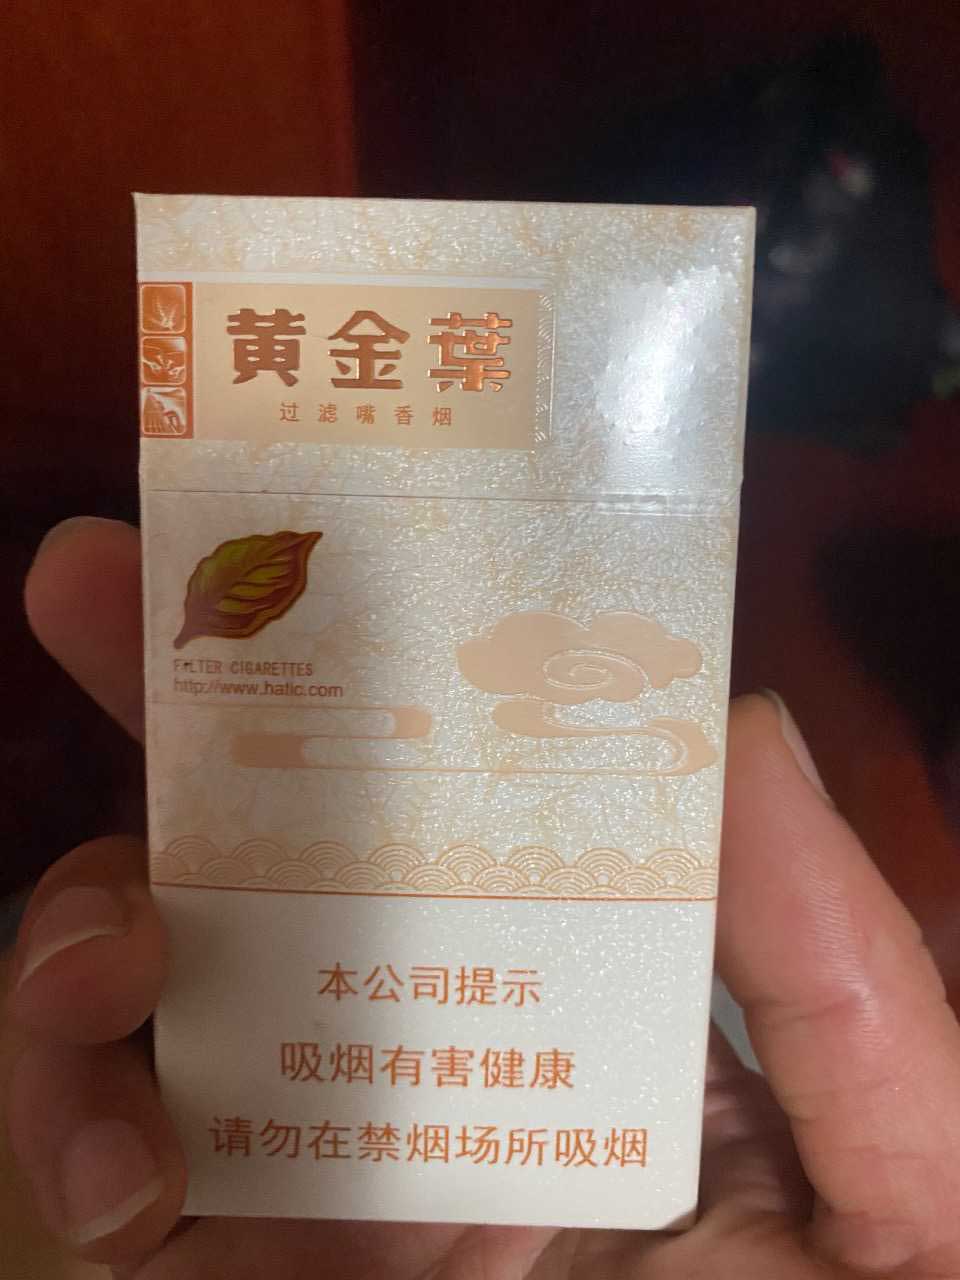 黄金葉
过滤嘴香烟
FILTER CIGARETTES
http://www.hatic.com
本公司提示
吸烟有害健康
请勿在禁烟场所吸烟